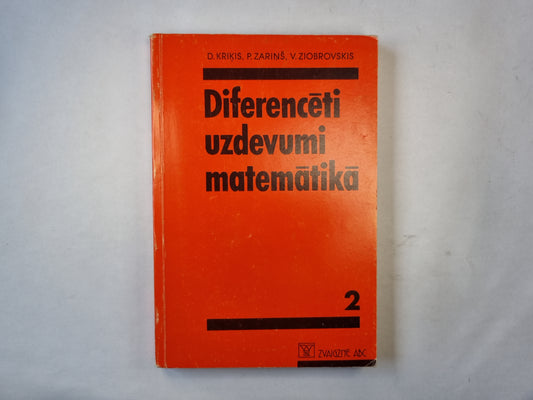 D. KRIĶIS, P. ZARIŅŠ, V. ZIOBROVSKIS
Diferencēti
uzdevumi
matemātikā
2
ZVAIGZNE ABC